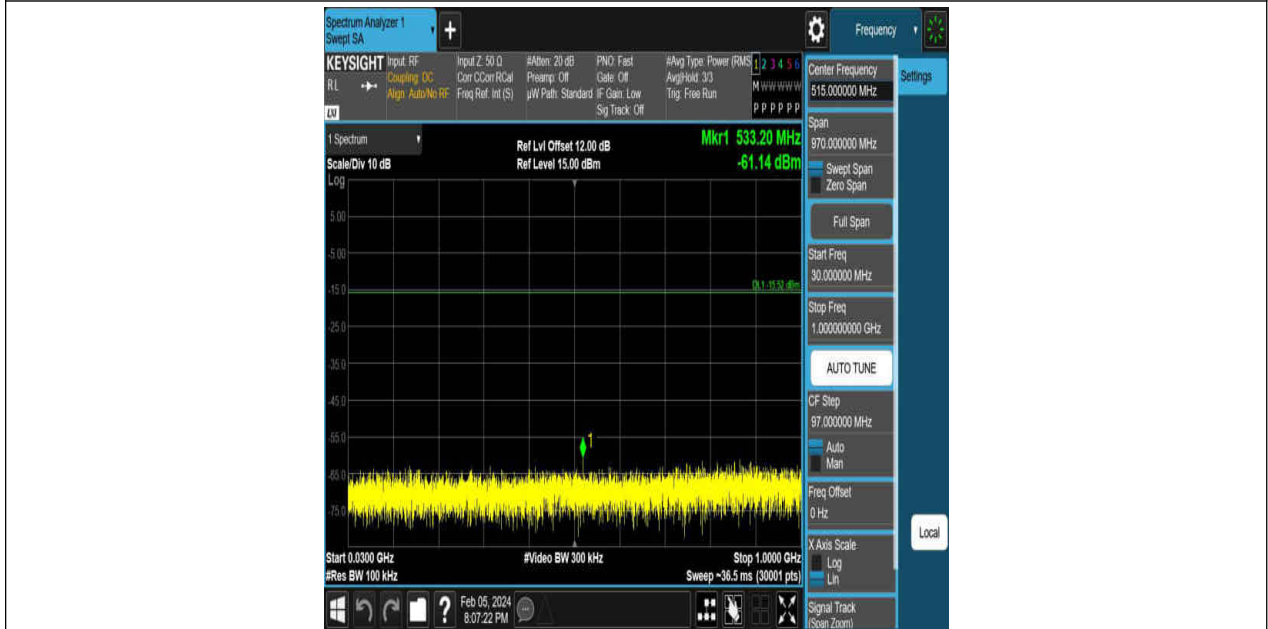 Spectrum Analyzer 1
Swept SA
+
Frequency
KEYSIGHT
RL
LXI
Input: RF
Coupling: DC
Align: Auto/No RF
Input Z: 50 Ω
Corr CCorr RCal
Freq Ref: Int (S)
#Atten: 20 dB
Preamp: Off
µW Path: Standard
PNO: Fast
Gate: Off
IF Gain: Low
Sig Track: Off
#Avg Type: Power (RMS
Avg|Hold: 3/3
Trig: Free Run
1 2 3 4 5 6
M W W W W W
P P P P P P
1 Spectrum
Scale/Div 10 dB
Log
Ref Lvl Offset 12.00 dB
Ref Level 15.00 dBm
Mkr1 533.20 MHz
-61.14 dBm
5.00
-5.00
-15.0
DL1 -15.52 dBm
-25.0
-35.0
-45.0
-55.0
1
-65.0
-75.0
Start 0.0300 GHz
#Res BW 100 kHz
#Video BW 300 kHz
Stop 1.0000 GHz
Sweep ~36.5 ms (30001 pts)
?
Feb 05, 2024
8:07:22 PM
Center Frequency
515.000000 MHz
Settings
Span
970.000000 MHz
Swept Span
Zero Span
Full Span
Start Freq
30.000000 MHz
Stop Freq
1.000000000 GHz
AUTO TUNE
CF Step
97.000000 MHz
Auto
Man
Freq Offset
0 Hz
Local
X Axis Scale
Log
Lin
Signal Track
(Span Zoom)